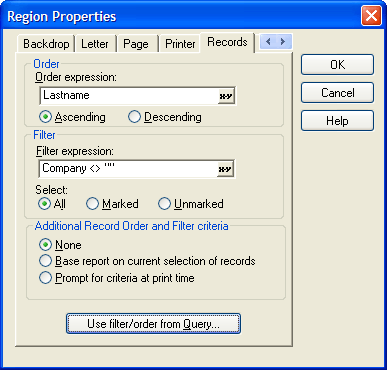 Region Properties
Backdrop Letter Page Printer Records
Order
Order expression:
Lastname x-y
Ascending Descending
Filter
Filter expression:
Company <> "" x-y
Select:
All Marked Unmarked
Additional Record Order and Filter criteria
None
Base report on current selection of records
Prompt for criteria at print time
Use filter/order from Query...
OK
Cancel
Help